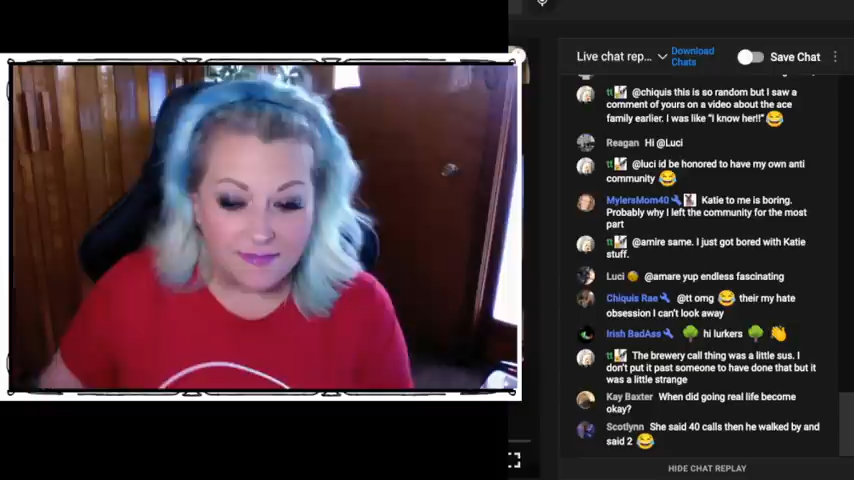 Live chat rep...
Download
Chats
Save Chat
tt @chiquis this is so random but I saw a
comment of yours on a video about the ace
family earlier. I was like "I know her!!" 😂
Reagan Hi @Luci
tt @luci id be honored to have my own anti
community 😂
MylersMom40 Katie to me is boring.
Probably why I left the community for the most
part
tt @amire same. I just got bored with Katie
stuff.
Luci @amare yup endless fascinating
Chiquis Rae @tt omg 😂 their my hate
obsession I can't look away
Irish BadAss 🌳 hi lurkers 🌳 👏
tt The brewery call thing was a little sus. I
don't put it past someone to have done that but it
was a little strange
Kay Baxter When did going real life become
okay?
Scotlynn She said 40 calls then he walked by and
said 2 😂
HIDE CHAT REPLAY